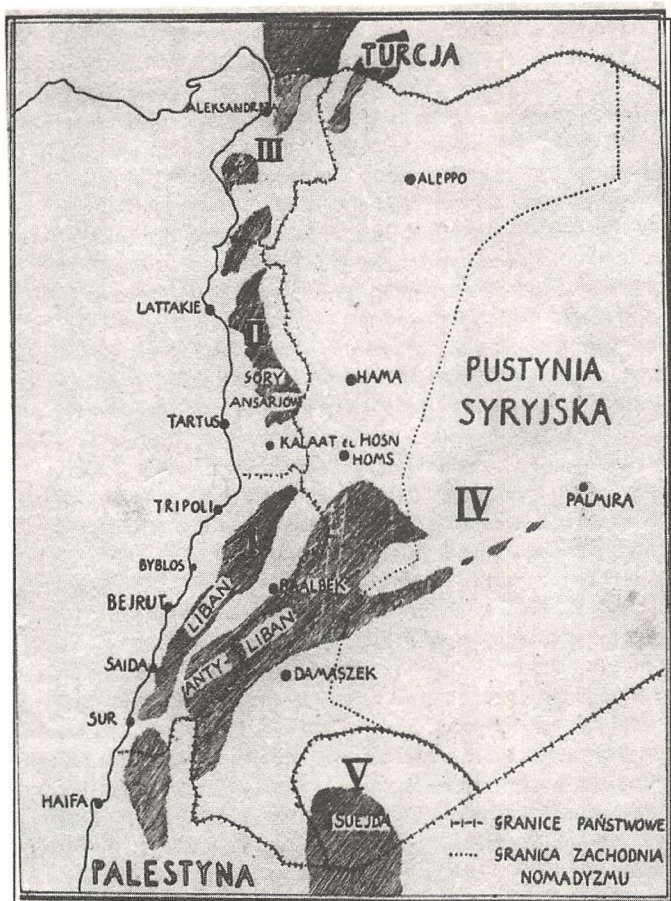 TURCJA
ALEKSANDRETTA
III
ALEPPO
LATTAKIE
I
GÓRY
ANSARJÓW
HAMA
PUSTYNIA
SYRYJSKA
TARTUS
KALAAT EL HOSN
HOMS
TRIPOLI
IV
PALMIRA
I
BYBLOS
BAALBEK
BEJRUT
LIBAN
ANTY-LIBAN
SAIDA
DAMASZEK
SUR
V
HAIFA
SUEJDA
GRANICE PAŃSTWOWE
PALESTYNA
GRANICA ZACHODNIA
NOMADYZMU